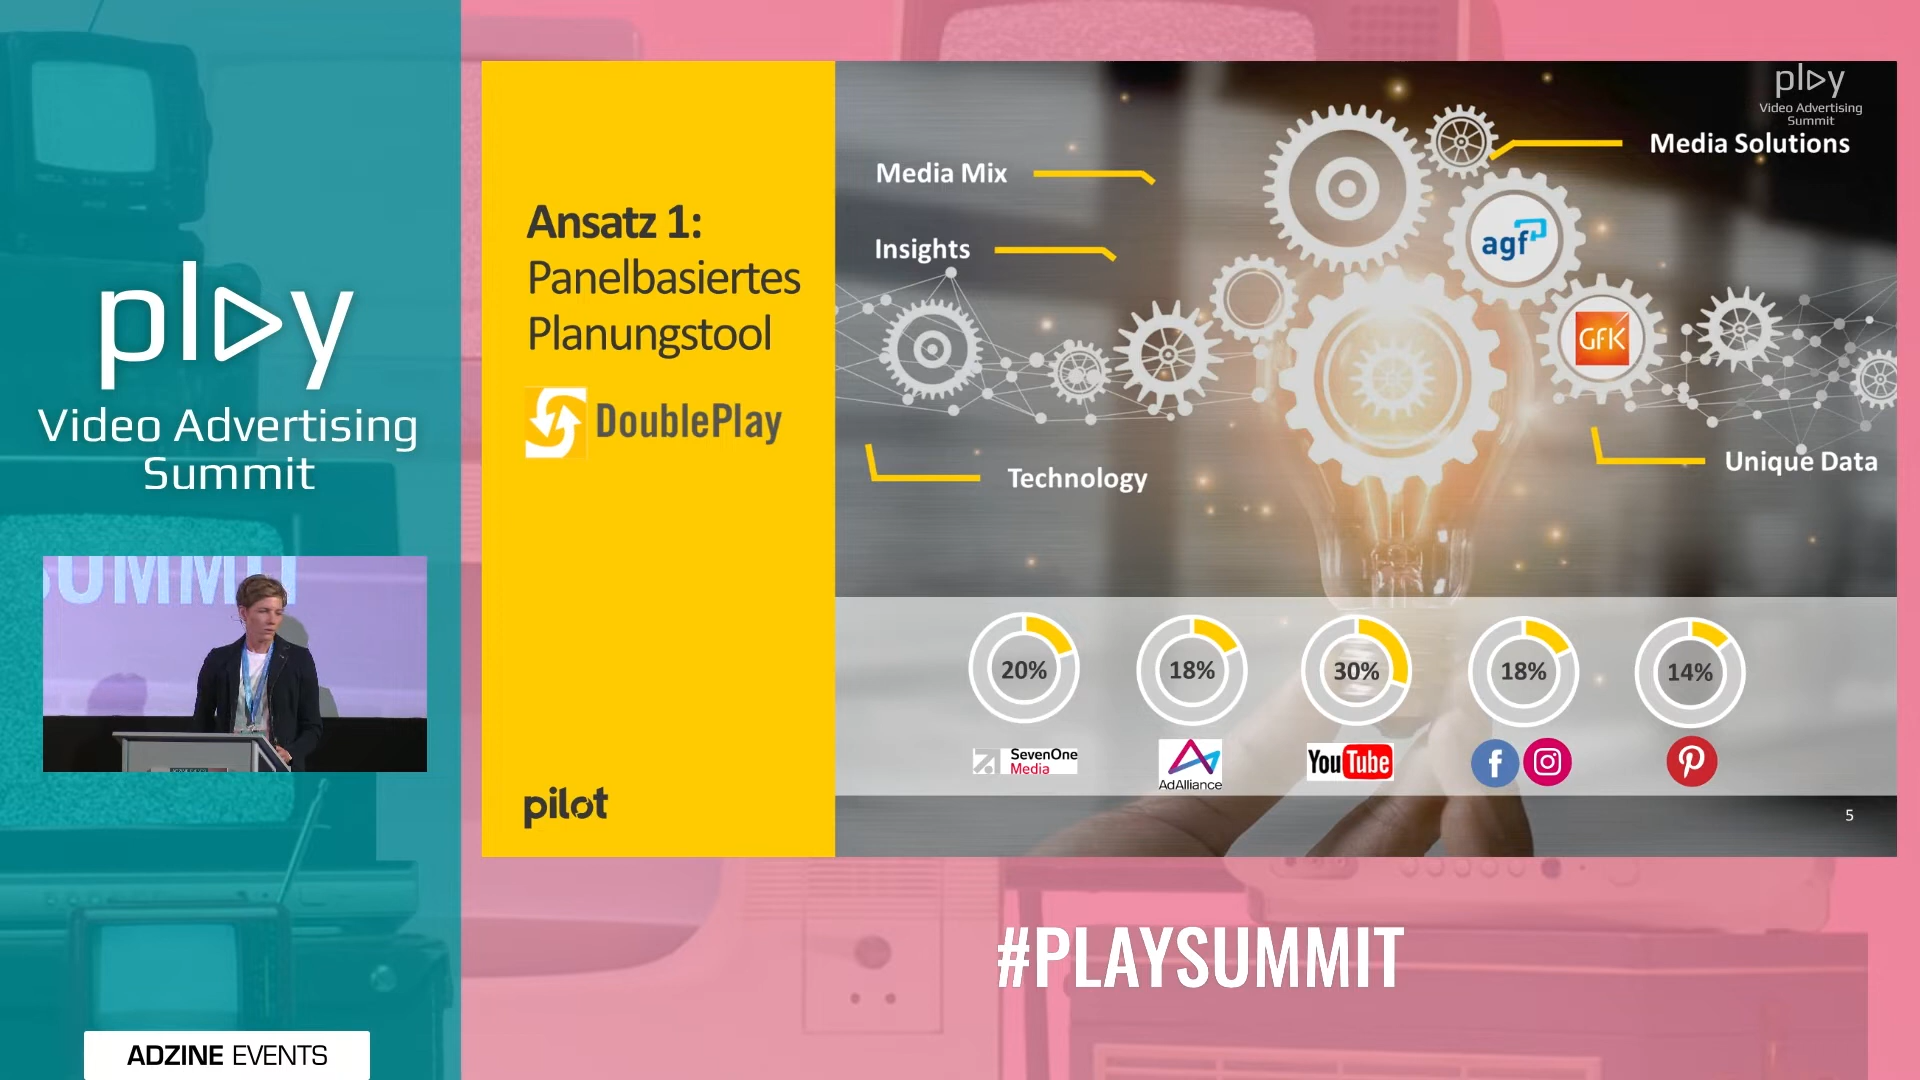 play
Video Advertising
Summit
SUMMIT
ADZINE EVENTS
Ansatz 1:
Panelbasiertes
Planungstool
DoublePlay
pilot
play
Video Advertising
Summit
Media Mix
Media Solutions
Insights
agf
GfK
Technology
Unique Data
20%
18%
30%
18%
14%
SevenOne
Media
AdAlliance
YouTube
5
#PLAYSUMMIT